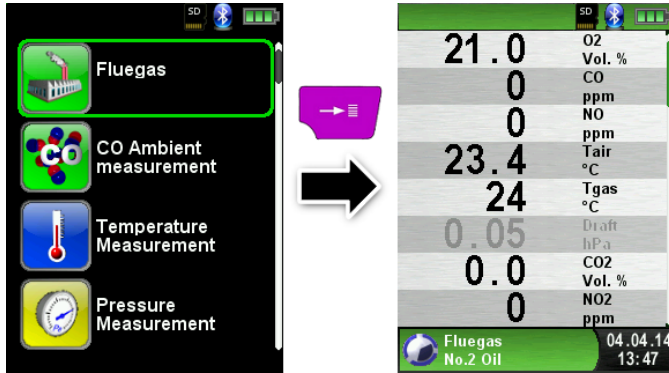 SD
Fluegas
CO
CO Ambient
measurement
Temperature
Measurement
Pressure
Measurement
SD
21.0 O2
Vol. %
0 CO
ppm
0 NO
ppm
23.4 Tair
°C
24 Tgas
°C
0.05 Draft
hPa
0.0 CO2
Vol. %
0 NO2
ppm
Fluegas 04.04.14
No.2 Oil 13:47